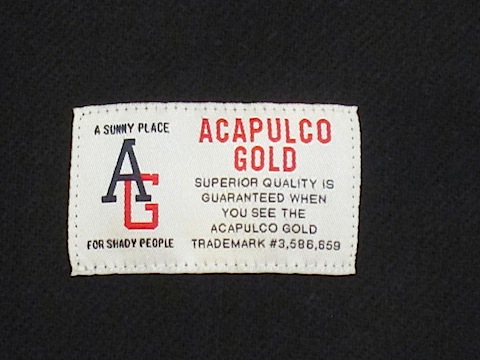 A SUNNY PLACE
AG
FOR SHADY PEOPLE
ACAPULCO
GOLD
SUPERIOR QUALITY IS
GUARANTEED WHEN
YOU SEE THE
ACAPULCO GOLD
TRADEMARK #3,586,659